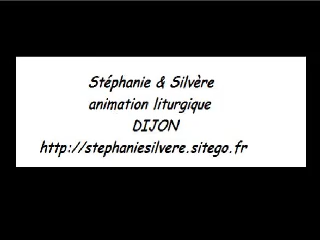 Stéphanie & Silvère
animation liturgique
DIJON
http://stephaniesilvere.sitego.fr